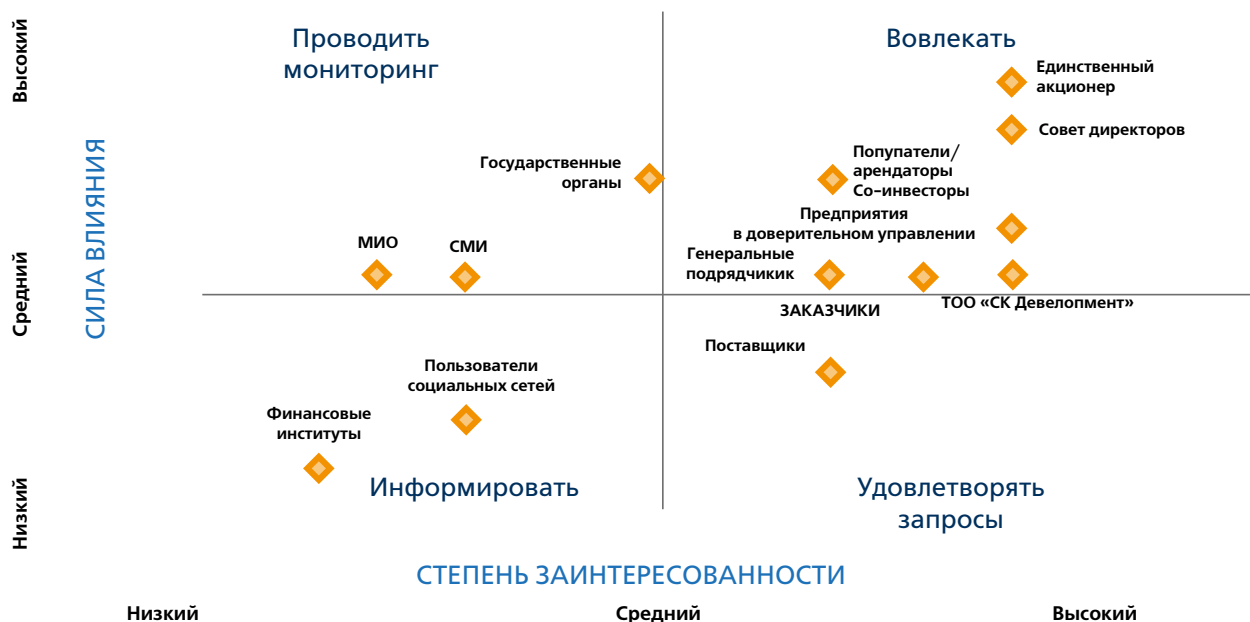 Высокий
Проводить
мониторинг
Вовлекать
Единственный
акционер
Совет директоров
СИЛА ВЛИЯНИЯ
Государственные
органы
Попупатели/
арендаторы
Со-инвесторы
Предприятия
в доверительном управлении
МИО
СМИ
Генеральные
подрядчикик
Средний
ЗАКАЗЧИКИ
ТОО «СК Девелопмент»
Поставщики
Пользователи
социальных сетей
Финансовые
институты
Низкий
Информировать
Удовлетворять
запросы
СТЕПЕНЬ ЗАИНТЕРЕСОВАННОСТИ
Низкий
Средний
Высокий